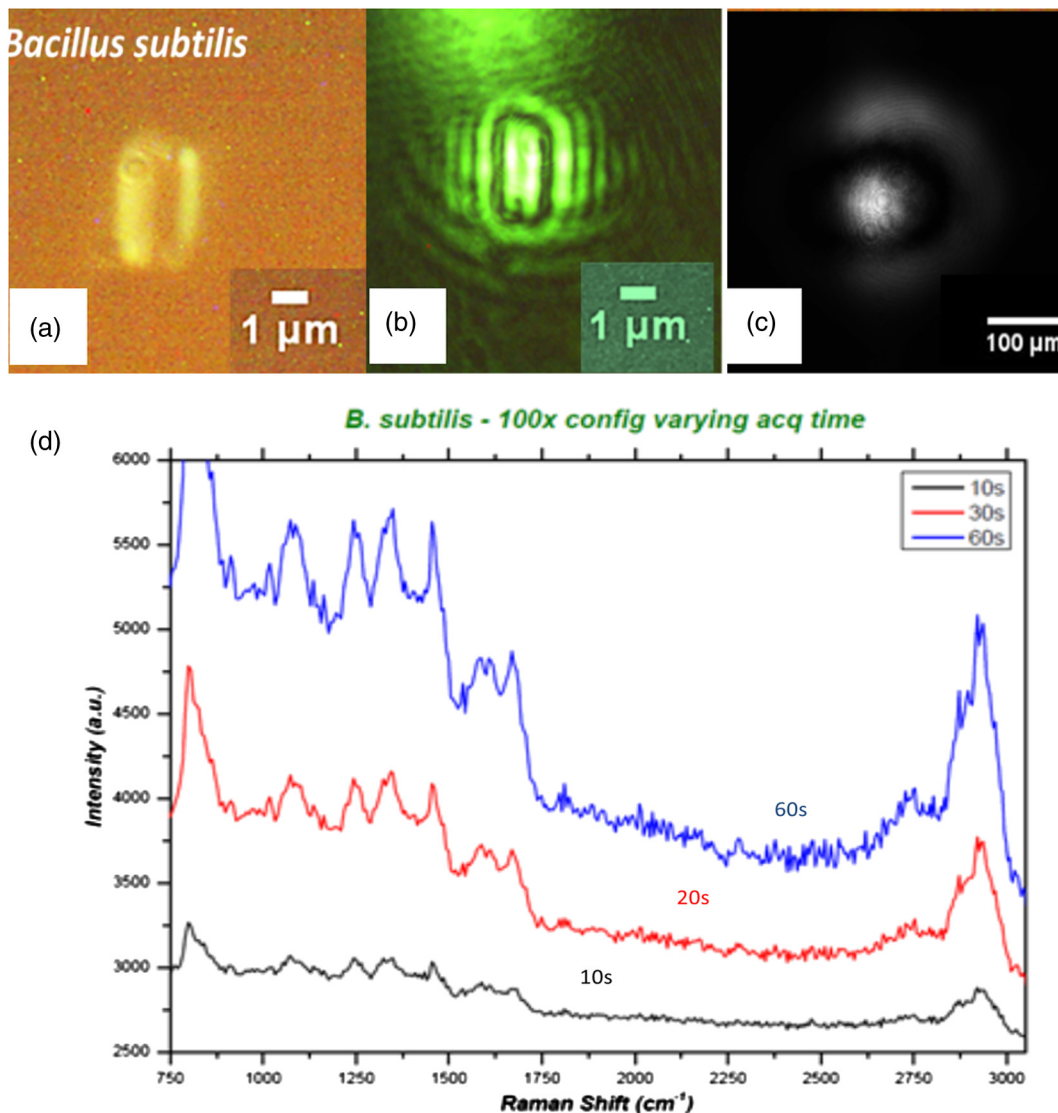 Bacillus subtilis
(a)
1 μm
(b)
1 μm
(c)
100 μm
(d)
B. subtilis - 100x config varying acq time
6000
5500
5000
4500
4000
3500
3000
2500
Intensity (a.u.)
10s
30s
60s
60s
20s
10s
750 1000 1250 1500 1750 2000 2250 2500 2750 3000
Raman Shift (cm⁻¹)